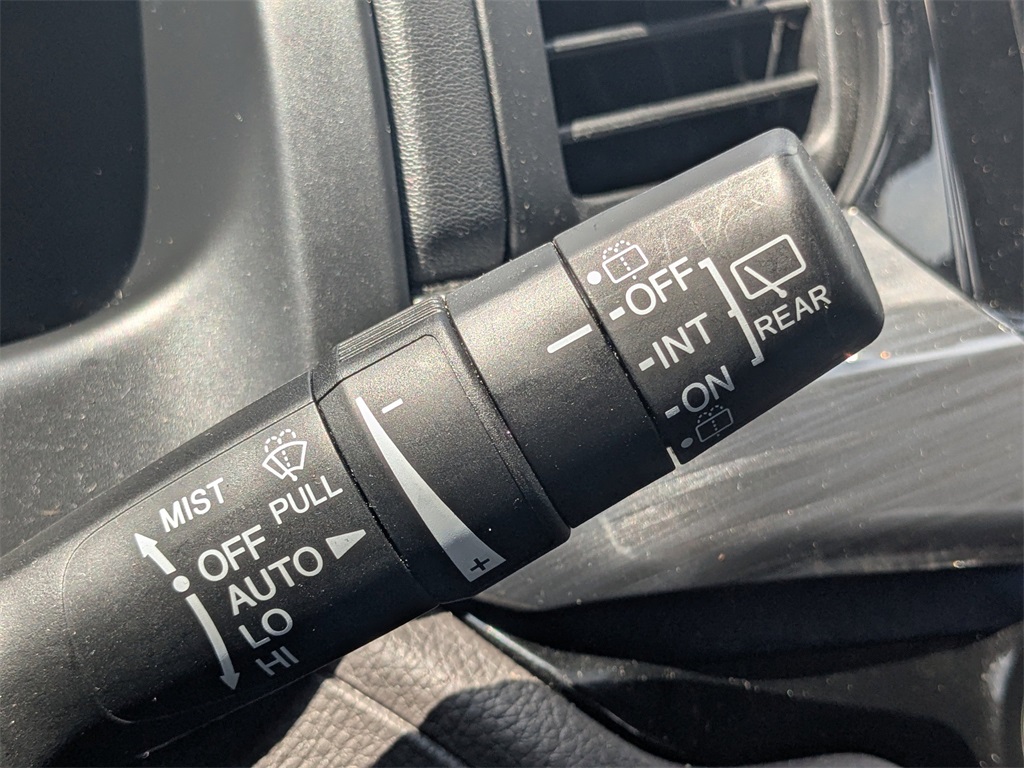 MIST
PULL
OFF
AUTO
LO
HI
−
+
-OFF
-INT
-ON
REAR